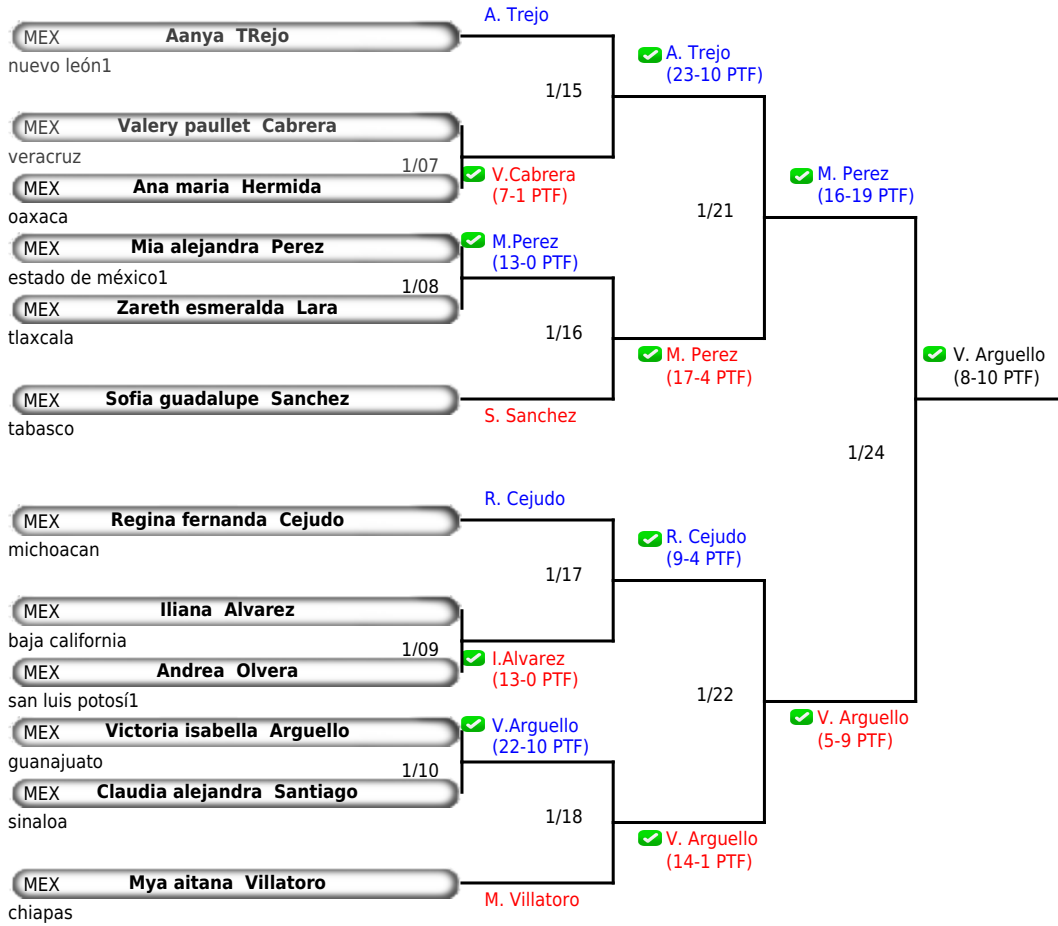 A. Trejo
MEX Aanya TRejo
nuevo león1
A. Trejo
(23-10 PTF)
1/15
MEX Valery paullet Cabrera
veracruz
1/07
V.Cabrera
(7-1 PTF)
MEX Ana maria Hermida
oaxaca
M. Perez
(16-19 PTF)
1/21
MEX Mia alejandra Perez
estado de méxico1
M.Perez
(13-0 PTF)
1/08
MEX Zareth esmeralda Lara
tlaxcala
1/16
M. Perez
(17-4 PTF)
V. Arguello
(8-10 PTF)
MEX Sofia guadalupe Sanchez
tabasco
S. Sanchez
1/24
R. Cejudo
MEX Regina fernanda Cejudo
michoacan
R. Cejudo
(9-4 PTF)
1/17
MEX Iliana Alvarez
baja california
1/09
I.Alvarez
(13-0 PTF)
MEX Andrea Olvera
san luis potosí1
1/22
V. Arguello
(5-9 PTF)
MEX Victoria isabella Arguello
guanajuato
V.Arguello
(22-10 PTF)
1/10
MEX Claudia alejandra Santiago
sinaloa
1/18
V. Arguello
(14-1 PTF)
MEX Mya aitana Villatoro
chiapas
M. Villatoro